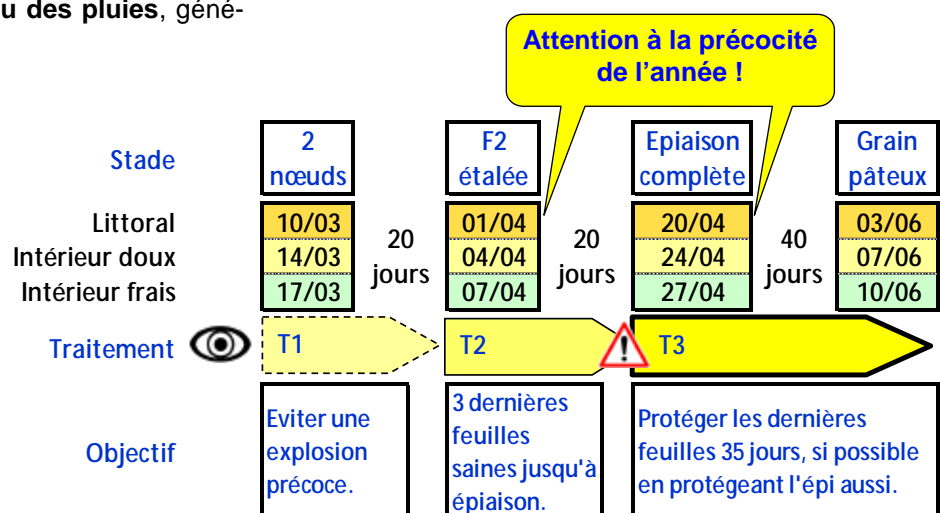 u des pluies, géné-
Attention à la précocité
de l'année !
Stade
2
nœuds
F2
étalée
Epiaison
complète
Grain
pâteux
Littoral 10/03 01/04 20/04 03/06
Intérieur doux 14/03 04/04 24/04 07/06
Intérieur frais 17/03 07/04 27/04 10/06
20
jours
20
jours
40
jours
Traitement T1 T2 T3
Objectif
Eviter une
explosion
précoce.
3 dernières
feuilles
saines jusqu'à
épiaison.
Protéger les dernières
feuilles 35 jours, si possible
en protégeant l'épi aussi.